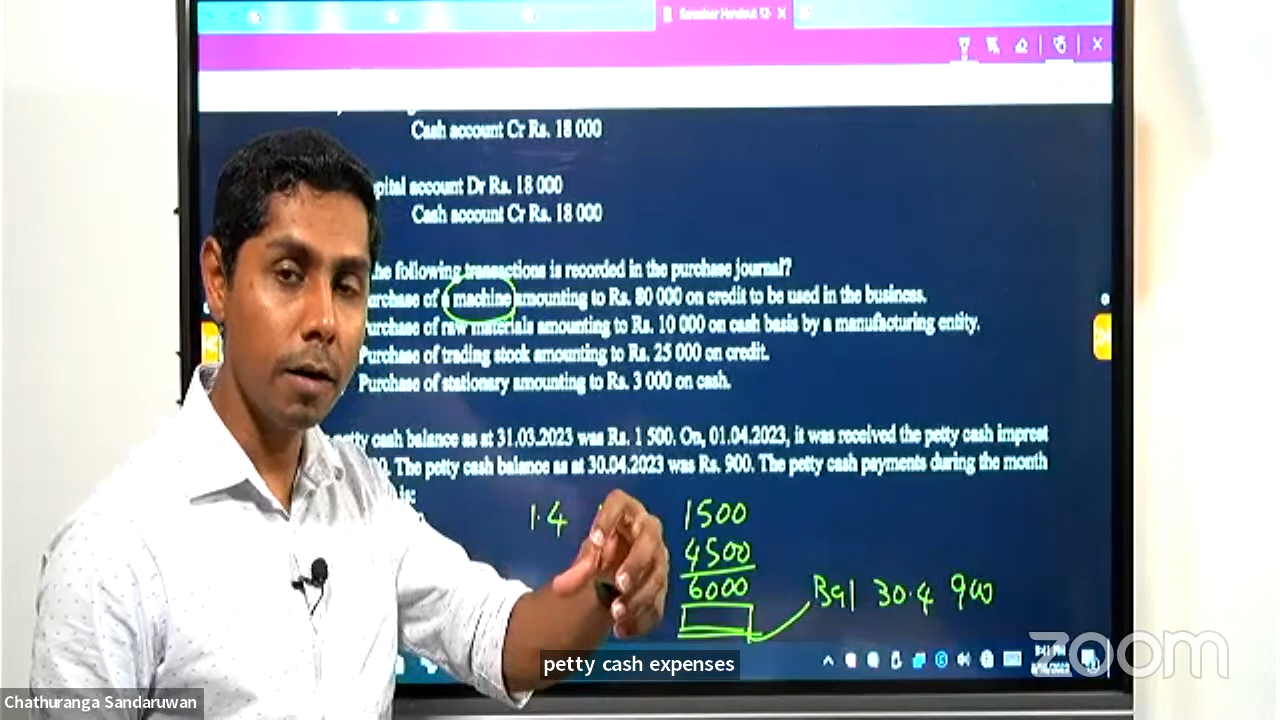 Cash account Cr Rs. 18 000
pital account Dr Rs. 18 000
Cash account Cr Rs. 18 000
he following transactions is recorded in the purchase journal?
urchase of a machine amounting to Rs. 80 000 on credit to be used in the business.
urchase of raw materials amounting to Rs. 10 000 on cash basis by a manufacturing entity.
Purchase of trading stock amounting to Rs. 25 000 on credit.
Purchase of stationary amounting to Rs. 3 000 on cash.
petty cash balance as at 31.03.2023 was Rs. 1 500. On, 01.04.2023, it was received the petty cash imprest
00. The petty cash balance as at 30.04.2023 was Rs. 900. The petty cash payments during the month
is:
1.4 1500
4500
6000
Bal 30.4 900
zoom
petty cash expenses
Chathuranga Sandaruwan